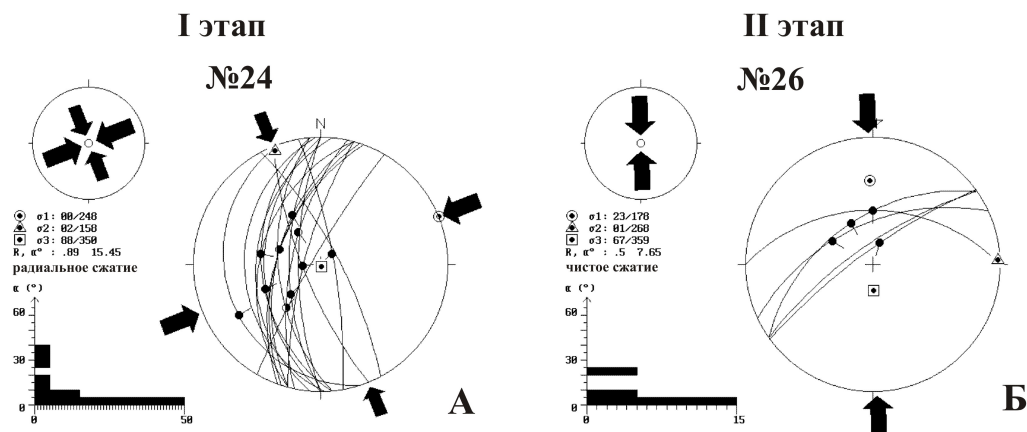 I этап
№24
N
σ1: 00/248
σ2: 02/158
σ3: 88/350
R, α° : .89 15.45
радиальное сжатие
α (°)
60
30
0
0 50
А
II этап
№26
σ1: 23/178
σ2: 01/268
σ3: 67/359
R, α° : .5 7.65
чистое сжатие
α (°)
60
30
0
0 15
Б